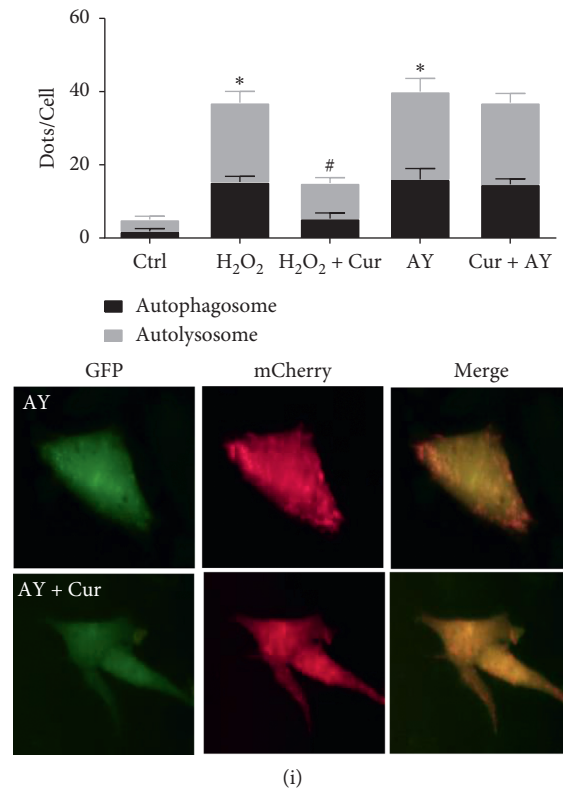 60
40
20
0
Dots/Cell
*
#
*
Ctrl
H₂O₂
H₂O₂ + Cur
AY
Cur + AY
Autophagosome
Autolysosome
GFP
mCherry
Merge
AY
AY + Cur
(i)